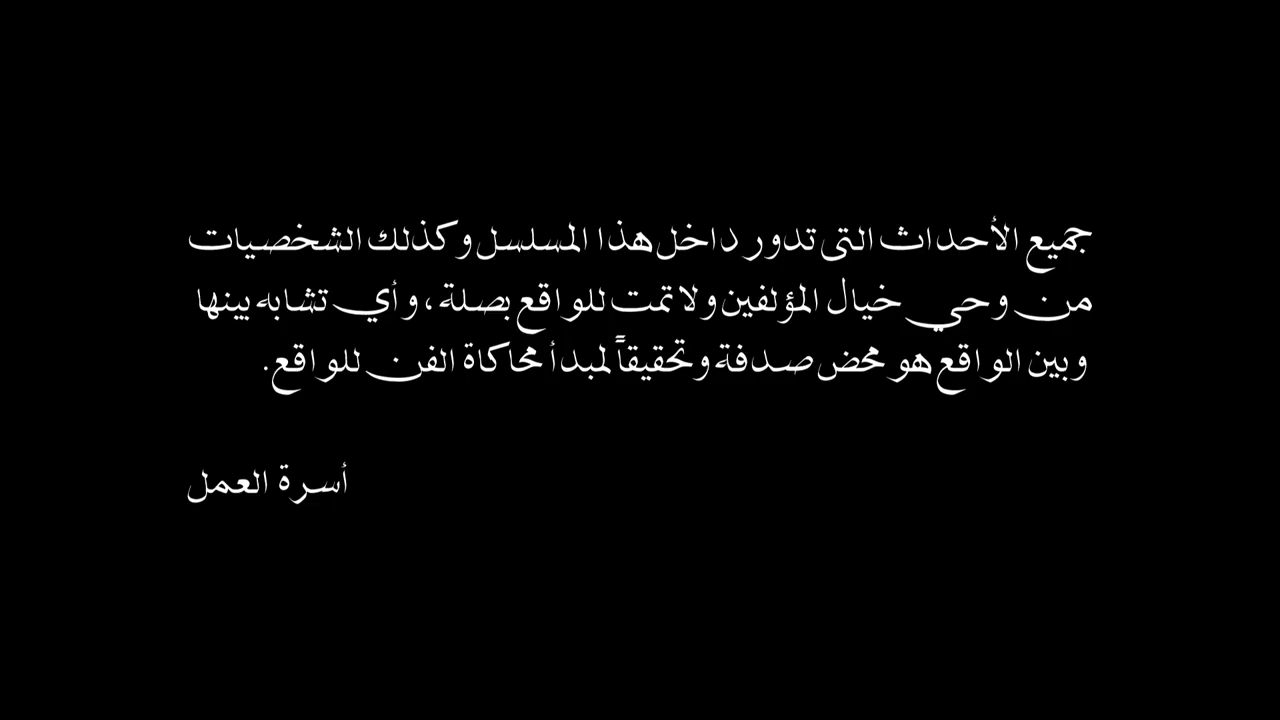 جميع الأحداث التى تدور داخل هذا المسلسل وكذلك الشخصيات
من وحي خيال المؤلفين ولا تمت للواقع بصلة، وأي تشابه بينها
وبين الواقع هو محض صدفة وتحقيقاً لمبدأ محاكاة الفن للواقع.
أسرة العمل